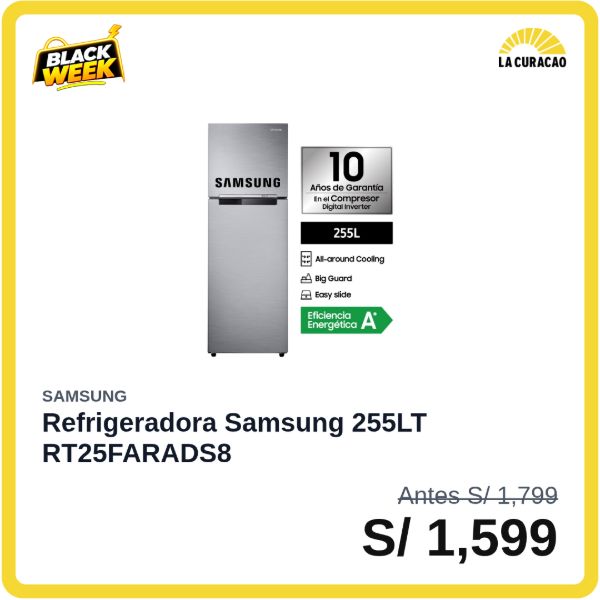 BLACK
WEEK
LA CURACAO
SAMSUNG
10
Años de Garantía
En el Compresor
Digital Inverter
255L
All-around Cooling
Big Guard
Easy slide
Eficiencia
Energética A*
SAMSUNG
Refrigeradora Samsung 255LT
RT25FARADS8
Antes S/ 1,799
S/ 1,599